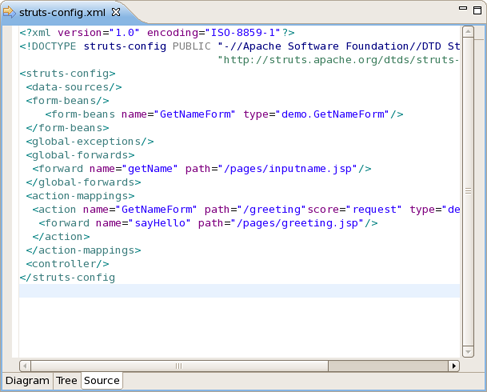 struts-config.xml
<?xml version="1.0" encoding="ISO-8859-1"?>
<!DOCTYPE struts-config PUBLIC "-//Apache Software Foundation//DTD St
"http://struts.apache.org/dtds/struts-
<struts-config>
<data-sources/>
<form-beans/>
<form-beans name="GetNameForm" type="demo.GetNameForm"/>
</form-beans>
<global-exceptions/>
<global-forwards>
<forward name="getName" path="/pages/inputname.jsp"/>
</global-forwards>
<action-mappings>
<action name="GetNameForm" path="/greeting"score="request" type="de
<forward name="sayHello" path="/pages/greeting.jsp"/>
</action>
</action-mappings>
<controller/>
</struts-config
Diagram Tree Source